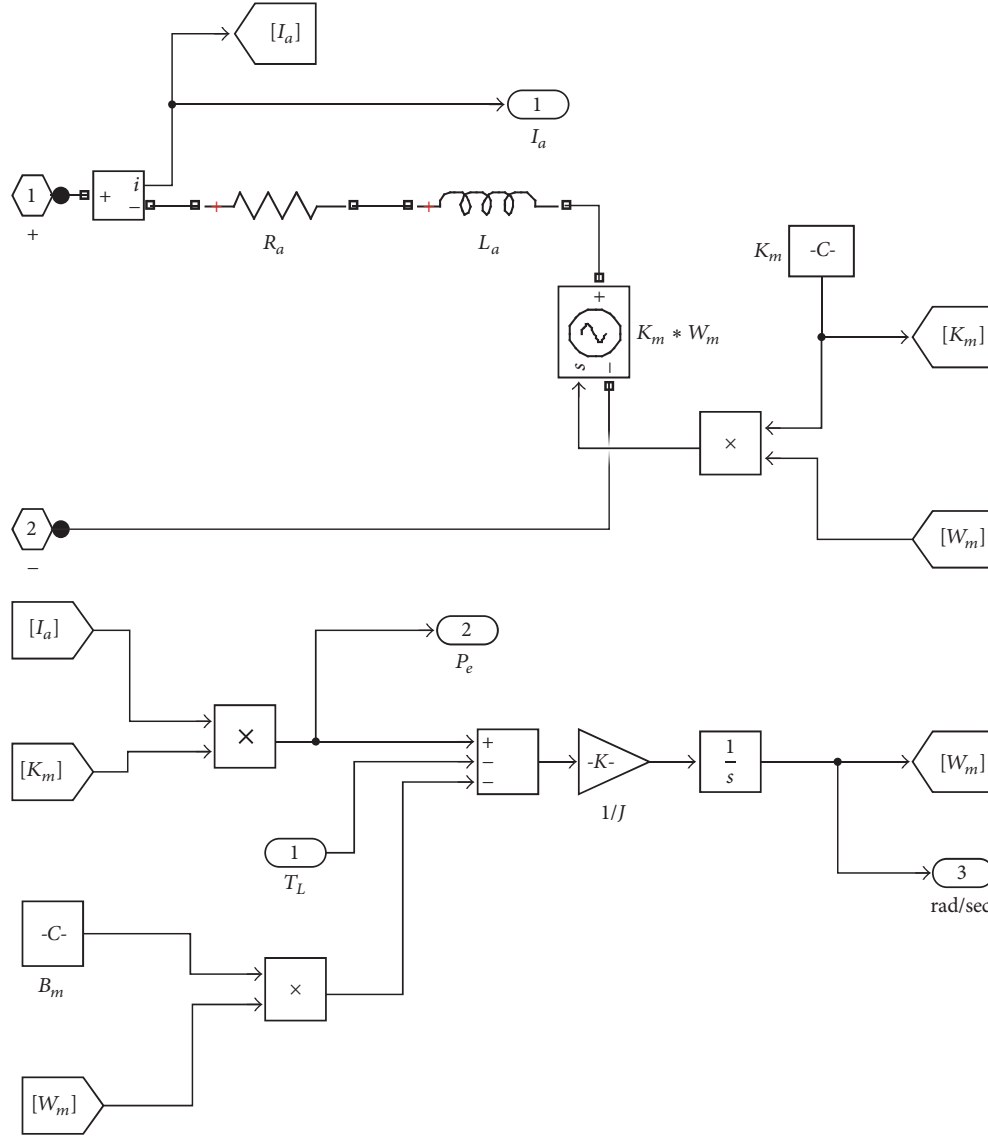 [I_a]
1
I_a
1
+
+
i
−
R_a
L_a
K_m
-C-
+
s
−
K_m * W_m
[K_m]
×
[W_m]
2
−
[I_a]
2
P_e
[K_m]
×
+
−
−
-K-
1/J
1
s
[W_m]
1
T_L
3
rad/sec
-C-
B_m
×
[W_m]